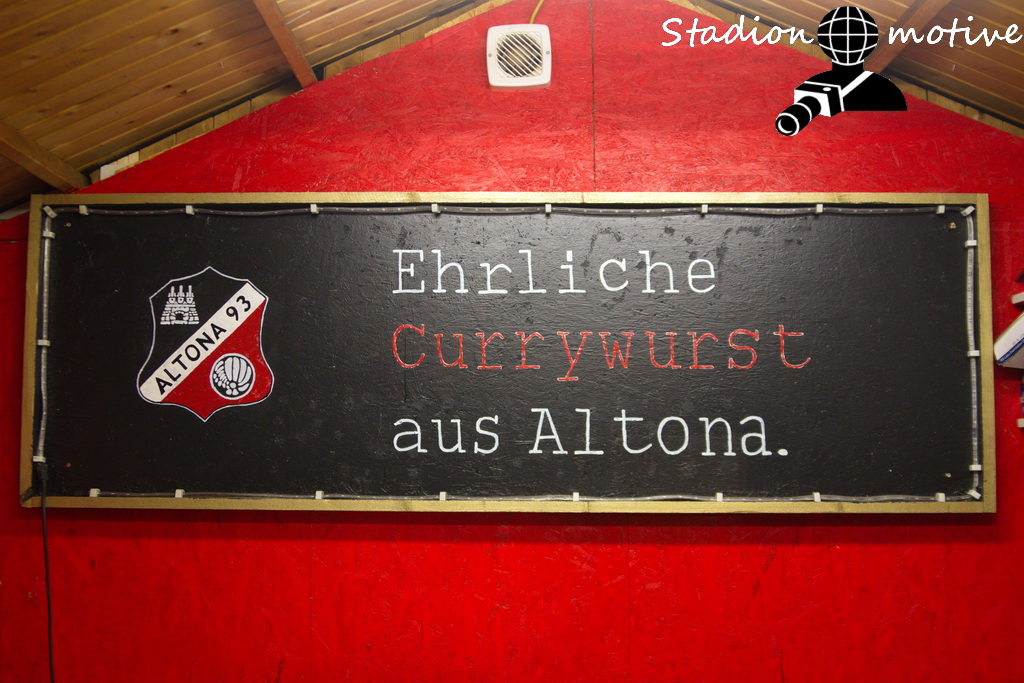 Stadion motive
Ehrliche
Currywurst
aus Altona.
ALTONA 93